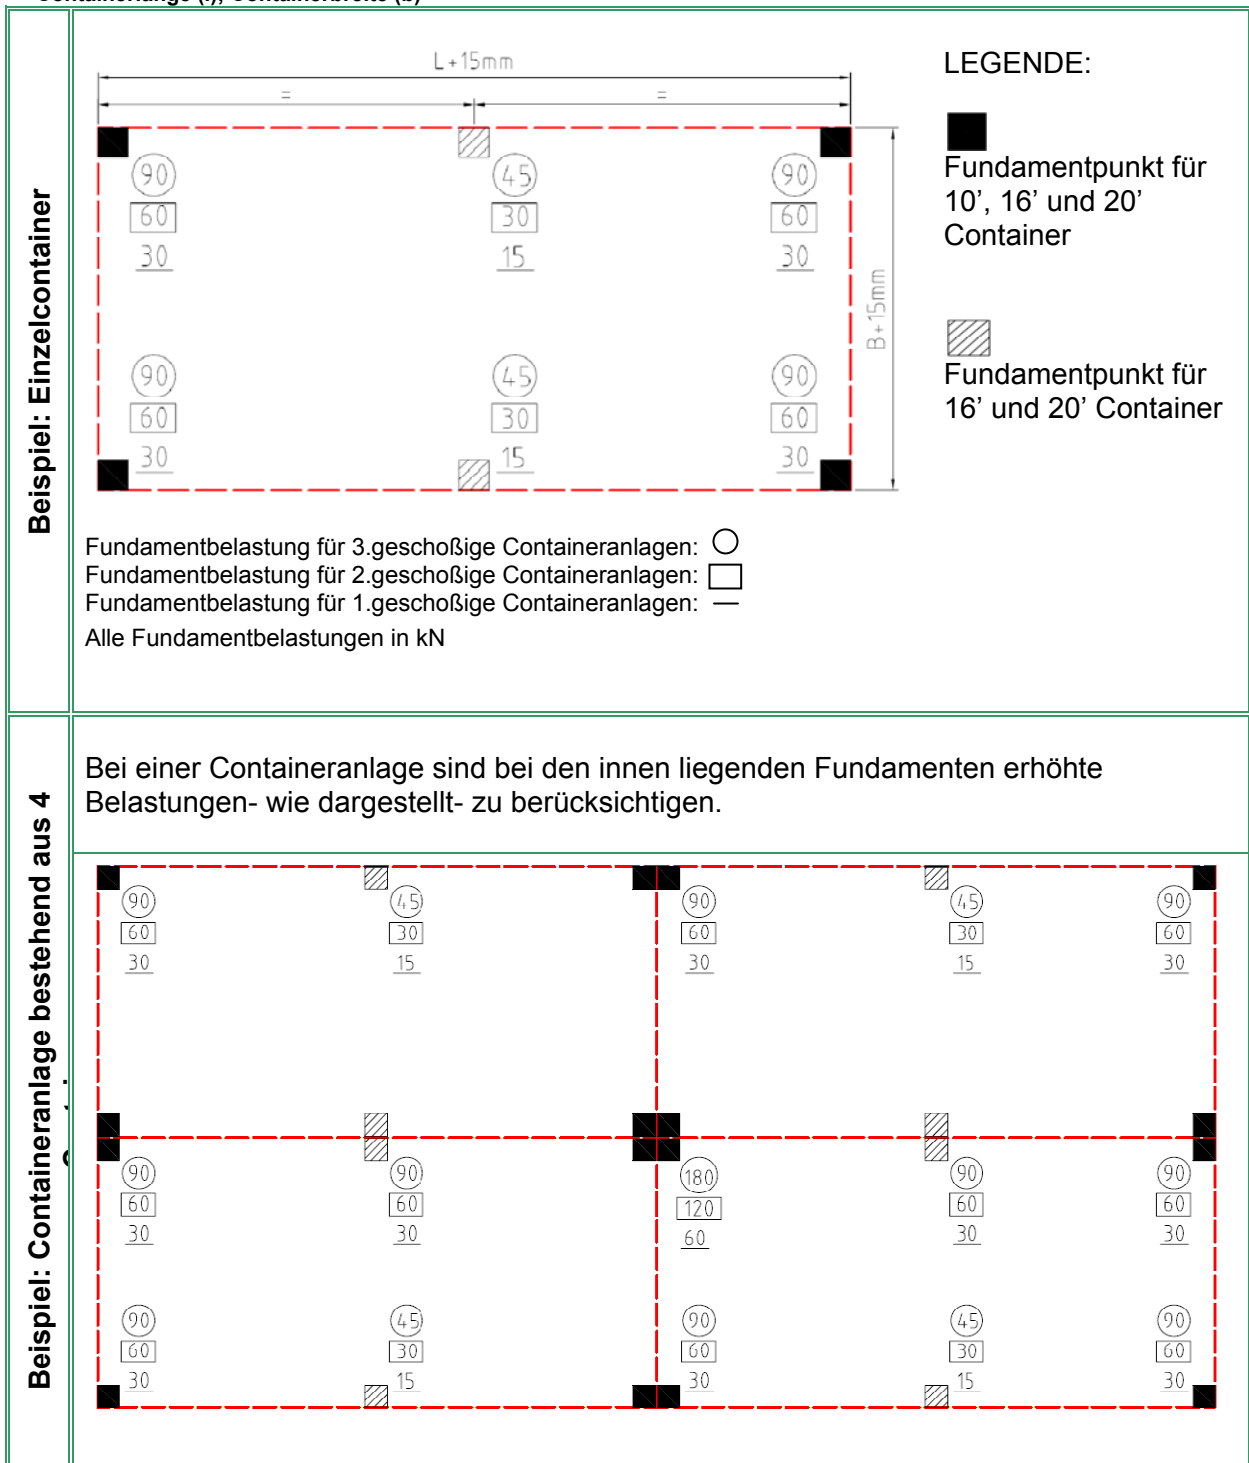 L+15mm
= =
90 45 90
60 30 60
30 15 30
B+15mm
90 45 90
60 30 60
30 15 30
Beispiel: Einzelcontainer
LEGENDE:
Fundamentpunkt für
10’, 16’ und 20’
Container
Fundamentpunkt für
16’ und 20’ Container
Fundamentbelastung für 3.geschoßige Containeranlagen:
Fundamentbelastung für 2.geschoßige Containeranlagen:
Fundamentbelastung für 1.geschoßige Containeranlagen:
Alle Fundamentbelastungen in kN
Beispiel: Containeranlage bestehend aus 4
Bei einer Containeranlage sind bei den innen liegenden Fundamenten erhöhte
Belastungen- wie dargestellt- zu berücksichtigen.
90 45 90 45 90
60 30 60 30 60
30 15 30 15 30
90 90 180 90 90
60 60 120 60 60
30 30 60 30 30
90 45 90 45 90
60 30 60 30 60
30 15 30 15 30